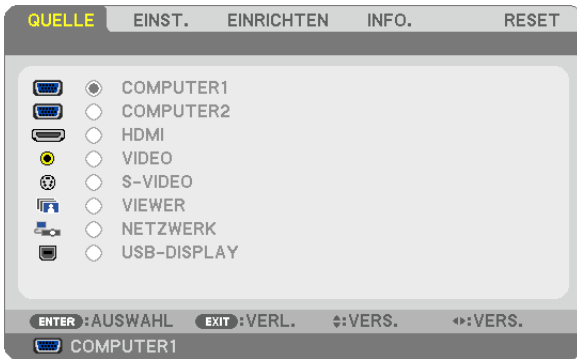 QUELLE EINST. EINRICHTEN INFO. RESET
COMPUTER1
COMPUTER2
HDMI
VIDEO
S-VIDEO
VIEWER
NETZWERK
USB-DISPLAY
ENTER :AUSWAHL EXIT :VERL. :VERS. :VERS.
COMPUTER1